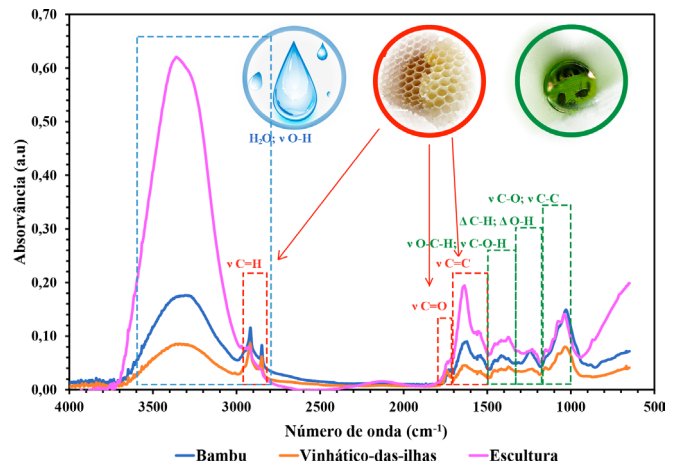 0,70
0,60
0,50
0,40
0,30
0,20
0,10
0,00
Absorvância (a.u)
H₂O; ν O-H
ν C=H
ν C=O
ν C=C
ν O-C-H; ν C-O-H
Δ C-H; Δ O-H
ν C-O; ν C-C
4000 3500 3000 2500 2000 1500 1000 500
Número de onda (cm⁻¹)
Bambu Vinhático-das-ilhas Escultura